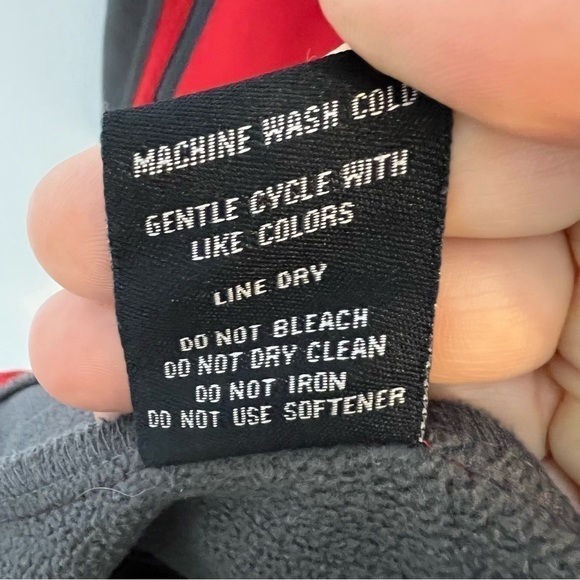 MACHINE WASH COLD
GENTLE CYCLE WITH
LIKE COLORS
LINE DRY
DO NOT BLEACH
DO NOT DRY CLEAN
DO NOT IRON
DO NOT USE SOFTENER